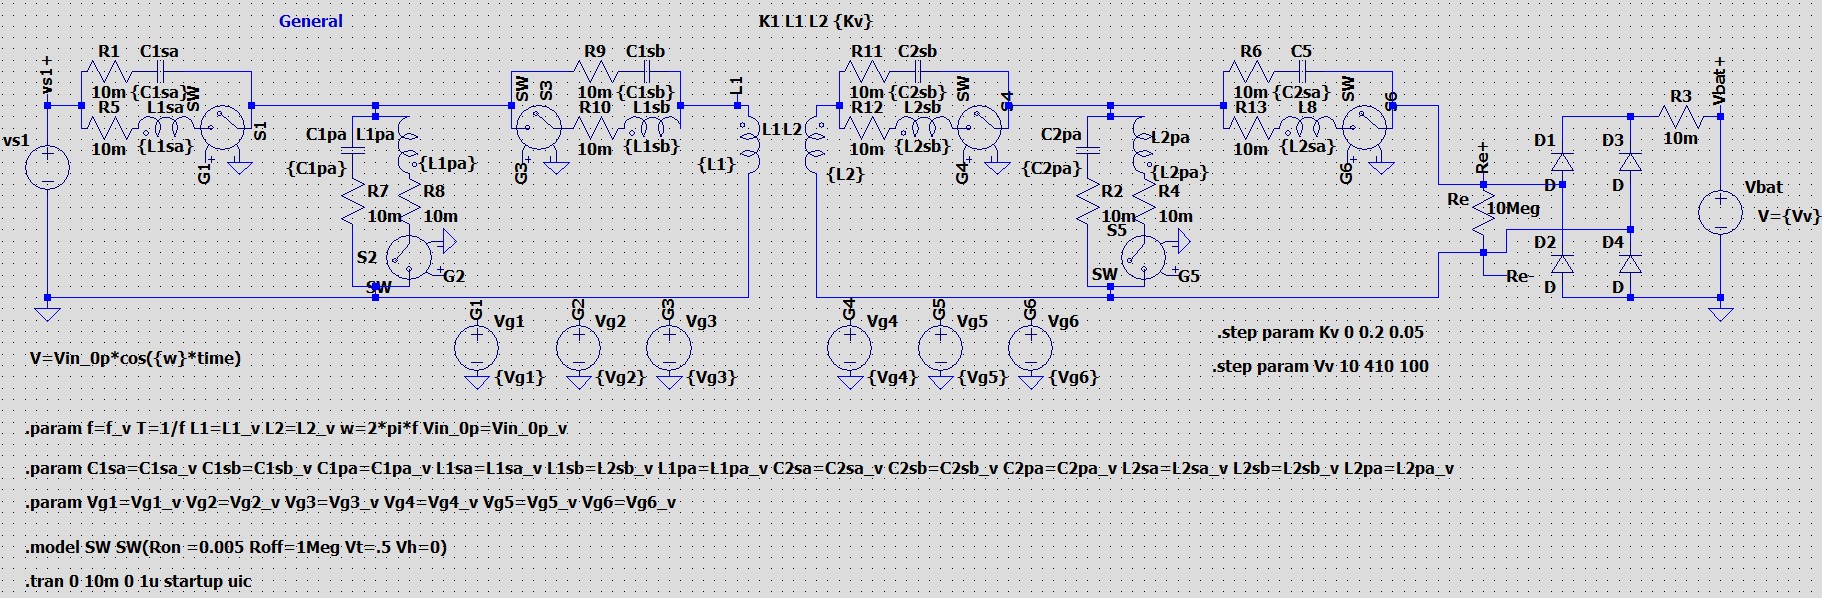 General
K1 L1 L2 {Kv}
R1 C1sa
R9 C1sb
R11 C2sb
R6 C5
vs1+
10m {C1sa}
SW
SW
S3
10m {C1sb}
L1
10m {C2sb}
SW
S4
10m {C2sa}
SW
S6
Vbat+
R5 L1sa
R10 L1sb
R12 L2sb
R13 L8
R3
vs1
10m {L1sa}
G1
S1
C1pa L1pa
G3
10m {L1sb}
L1 L2
10m {L2sb}
G4
C2pa L2pa
10m {L2sa}
G6
Re+
D1 D3
10m
{C1pa} {L1pa}
{L1}
{L2}
{C2pa} {L2pa}
D D
R7 R8
R2 R4
Re
10Meg
Vbat
10m 10m
10m 10m
V={Vv}
S2
G2
S5
SW
G5
D2 D4
Re-
SW
D D
G1 G2 G3 G4 G5 G6
Vg1 Vg2 Vg3 Vg4 Vg5 Vg6
{Vg1} {Vg2} {Vg3} {Vg4} {Vg5} {Vg6}
.step param Kv 0 0.2 0.05
V=Vin_0p*cos({w}*time)
.step param Vv 10 410 100
.param f=f_v T=1/f L1=L1_v L2=L2_v w=2*pi*f Vin_0p=Vin_0p_v
.param C1sa=C1sa_v C1sb=C1sb_v C1pa=C1pa_v L1sa=L1sa_v L1sb=L2sb_v L1pa=L1pa_v C2sa=C2sa_v C2sb=C2sb_v C2pa=C2pa_v L2sa=L2sa_v L2sb=L2sb_v L2pa=L2pa_v
.param Vg1=Vg1_v Vg2=Vg2_v Vg3=Vg3_v Vg4=Vg4_v Vg5=Vg5_v Vg6=Vg6_v
.model SW SW(Ron =0.005 Roff=1Meg Vt=.5 Vh=0)
.tran 0 10m 0 1u startup uic